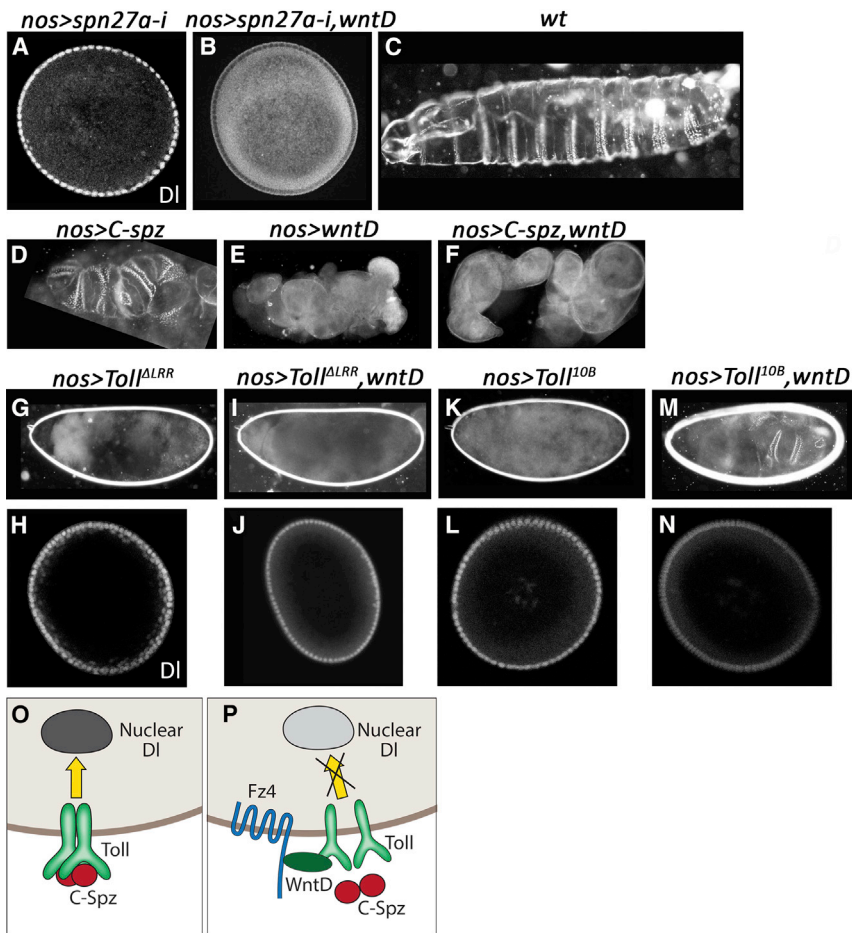 nos>spn27a-i nos>spn27a-i,wntD wt
A B C
Dl
nos>C-spz nos>wntD nos>C-spz,wntD
D E F
nos>Toll^ΔLRR nos>Toll^ΔLRR,wntD nos>Toll^10B nos>Toll^10B,wntD
G I K M
H J L N
Dl
O P
Nuclear Dl
Toll
C-Spz
Nuclear Dl
Fz4
Toll
WntD
C-Spz